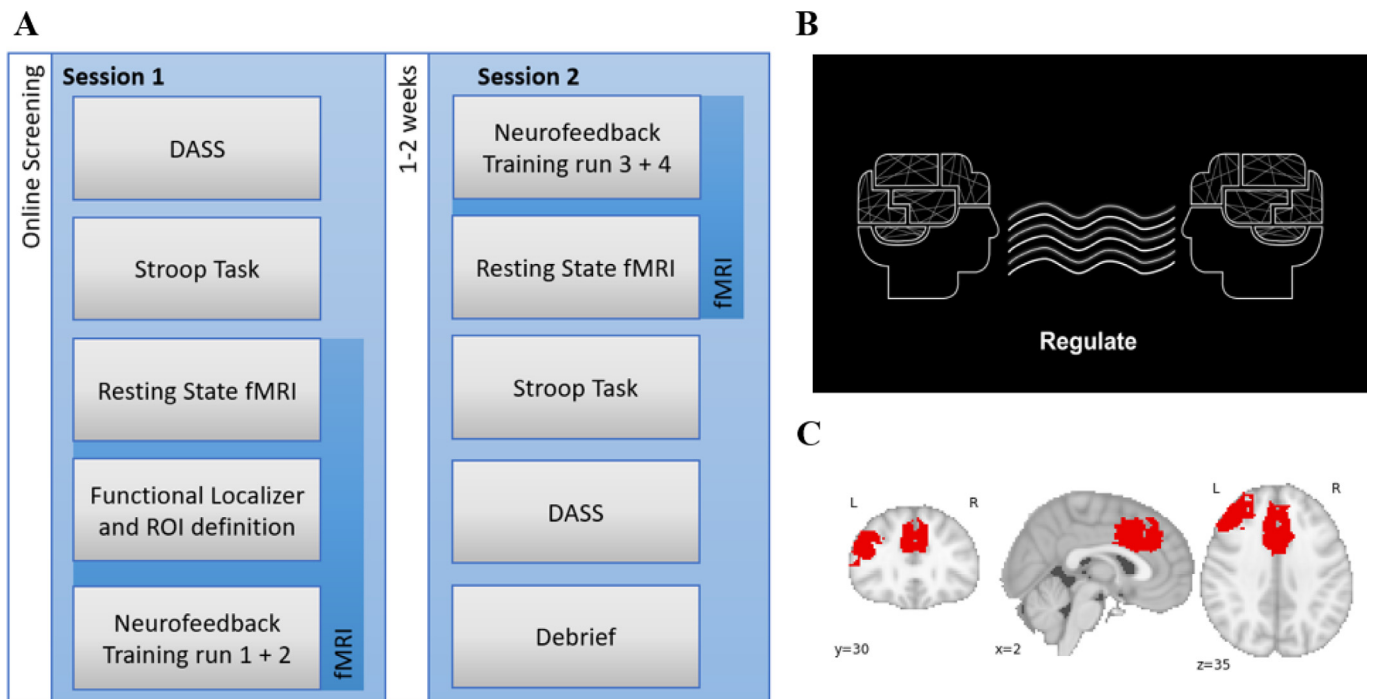 A
Online Screening
Session 1
DASS
Stroop Task
Resting State fMRI
Functional Localizer
and ROI definition
Neurofeedback
Training run 1 + 2
fMRI
1-2 weeks
Session 2
Neurofeedback
Training run 3 + 4
Resting State fMRI
fMRI
Stroop Task
DASS
Debrief
B
Regulate
C
L
R
y=30
x=2
L
R
z=35